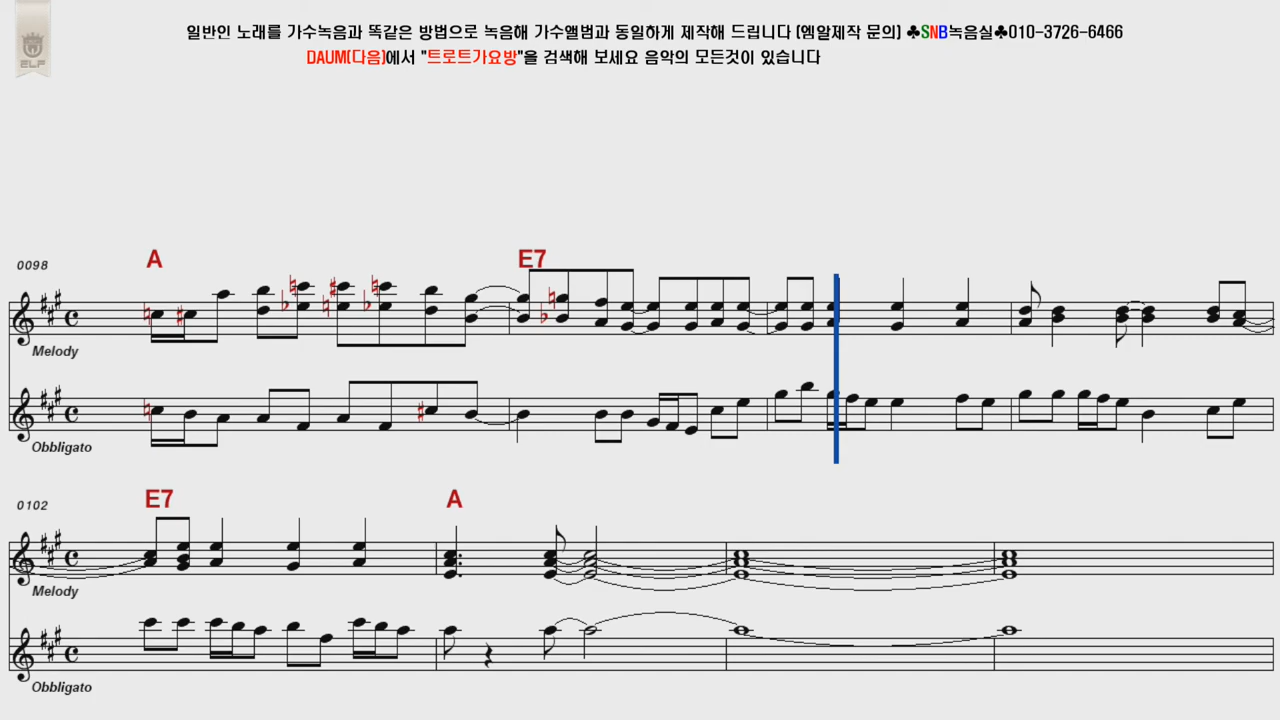 일반인 노래를 가수녹음과 똑같은 방법으로 녹음해 가수앨범과 동일하게 제작해 드립니다 (엠알제작 문의) ♣SNB녹음실♣010-3726-6466
DAUM(다음)에서 "트로트가요방"을 검색해 보세요 음악의 모든것이 있습니다
ELF
A E7
0098
Melody
Obbligato
E7 A
0102
Melody
Obbligato